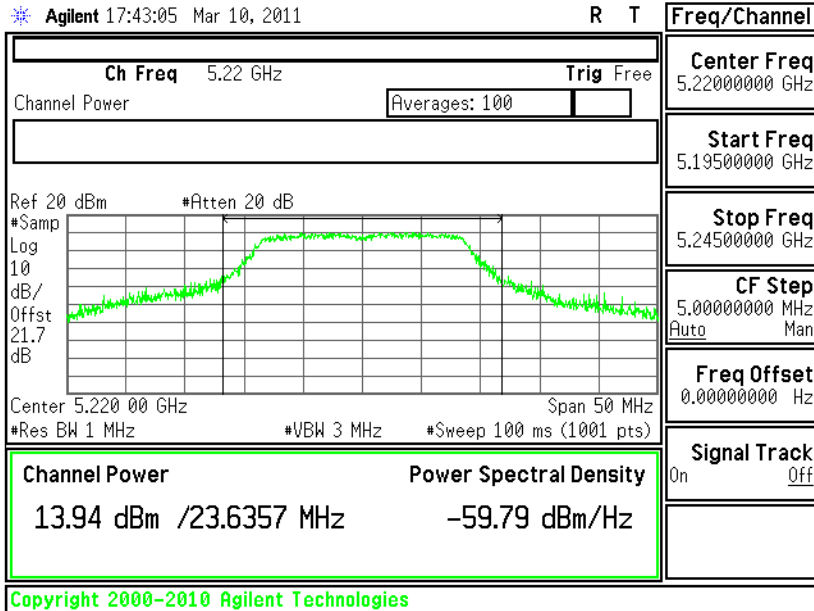 Agilent 17:43:05 Mar 10, 2011 R T
Freq/Channel
Ch Freq 5.22 GHz Trig Free
Channel Power Averages: 100
Center Freq
5.22000000 GHz
Start Freq
5.19500000 GHz
Stop Freq
5.24500000 GHz
CF Step
5.00000000 MHz
Auto Man
Freq Offset
0.00000000 Hz
Signal Track
On Off
Ref 20 dBm #Atten 20 dB
#Samp
Log
10
dB/
Offst
21.7
dB
Center 5.220 00 GHz Span 50 MHz
#Res BW 1 MHz #VBW 3 MHz #Sweep 100 ms (1001 pts)
Channel Power Power Spectral Density
13.94 dBm /23.6357 MHz -59.79 dBm/Hz
Copyright 2000-2010 Agilent Technologies